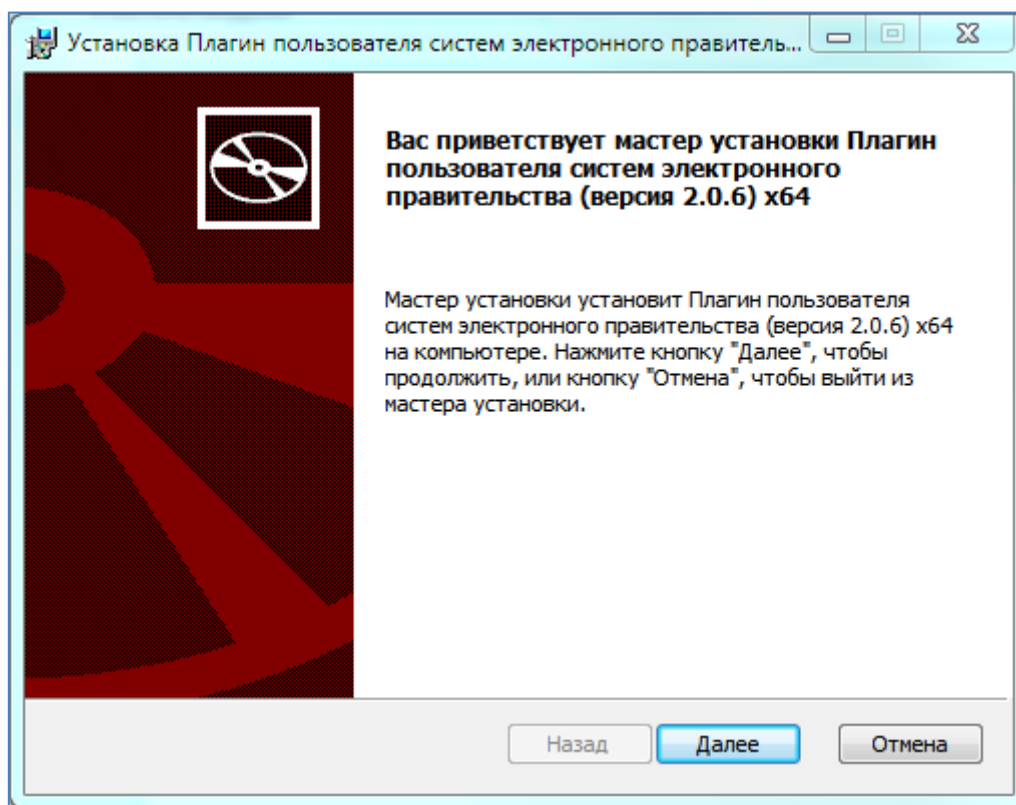 Установка Плагин пользователя систем электронного правитель...
Вас приветствует мастер установки Плагин
пользователя систем электронного
правительства (версия 2.0.6) x64
Мастер установки установит Плагин пользователя
систем электронного правительства (версия 2.0.6) x64
на компьютере. Нажмите кнопку "Далее", чтобы
продолжить, или кнопку "Отмена", чтобы выйти из
мастера установки.
Назад Далее Отмена